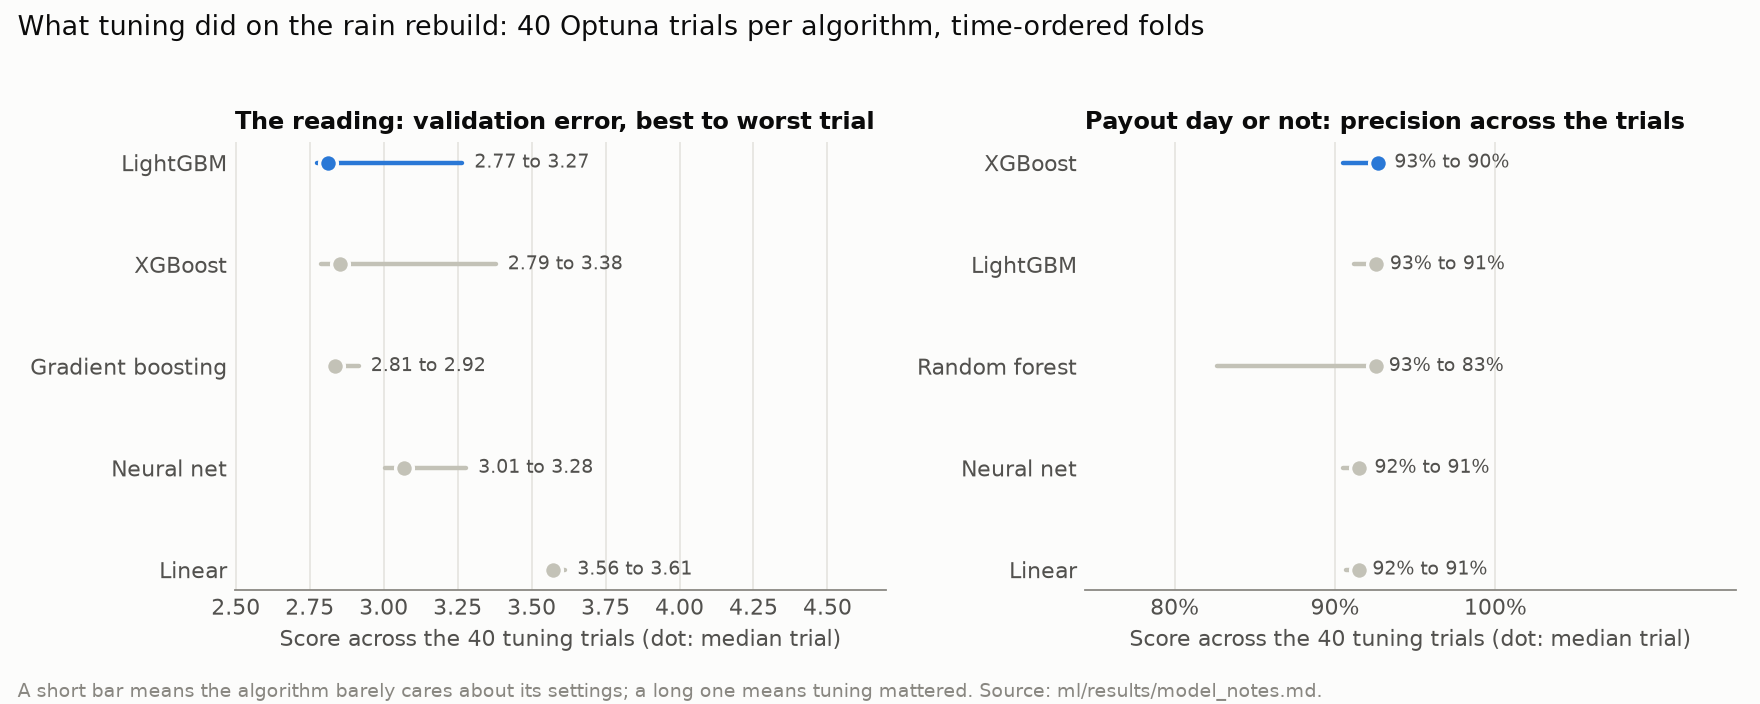 What tuning did on the rain rebuild: 40 Optuna trials per algorithm, time-ordered folds
The reading: validation error, best to worst trial
LightGBM 2.77 to 3.27
XGBoost 2.79 to 3.38
Gradient boosting 2.81 to 2.92
Neural net 3.01 to 3.28
Linear 3.56 to 3.61
2.50 2.75 3.00 3.25 3.50 3.75 4.00 4.25 4.50
Score across the 40 tuning trials (dot: median trial)
Payout day or not: precision across the trials
XGBoost 93% to 90%
LightGBM 93% to 91%
Random forest 93% to 83%
Neural net 92% to 91%
Linear 92% to 91%
80% 90% 100%
Score across the 40 tuning trials (dot: median trial)
A short bar means the algorithm barely cares about its settings; a long one means tuning mattered. Source: ml/results/model_notes.md.